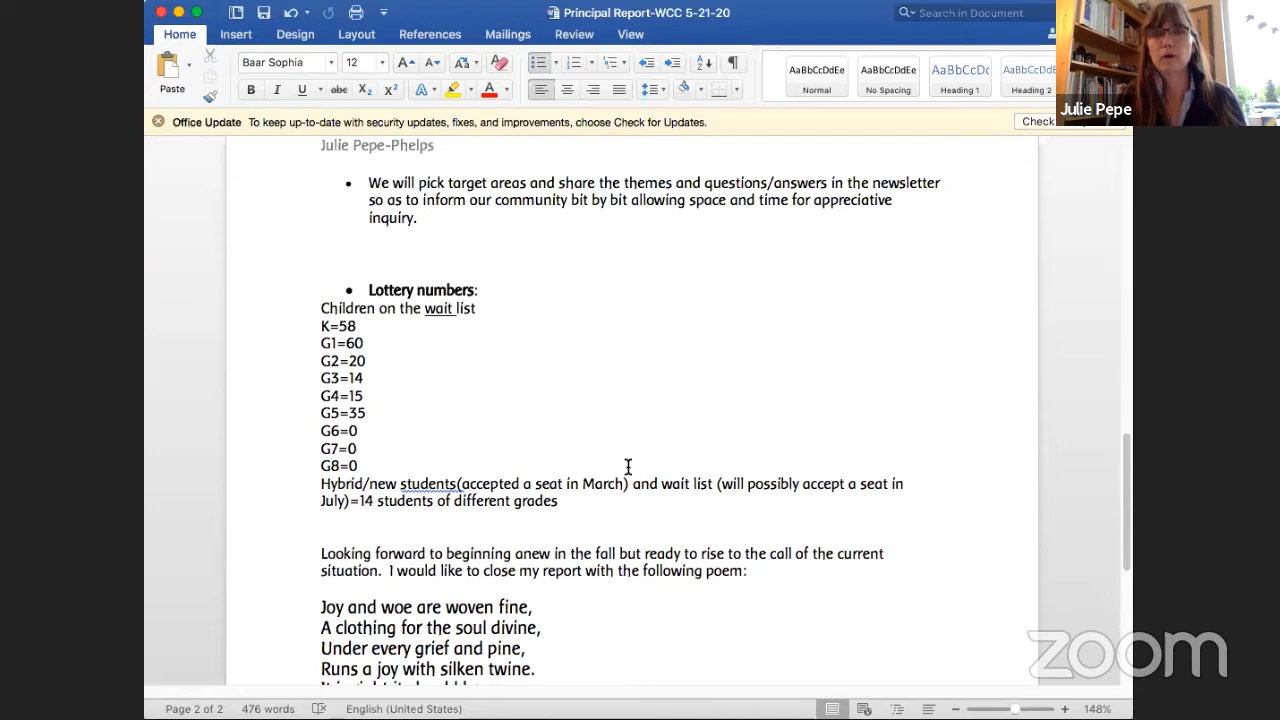 Principal Report-WCC 5-21-20
Search in Document
Home Insert Design Layout References Mailings Review View
Paste
Baar Sophia 12
AaBbCcDdEe AaBbCcDdEe AaBbCcDc AaBbCcDdEe
Normal No Spacing Heading 1 Heading 2
Julie Pepe
Office Update To keep up-to-date with security updates, fixes, and improvements, choose Check for Updates.
Check
Julie Pepe-Phelps
• We will pick target areas and share the themes and questions/answers in the newsletter
so as to inform our community bit by bit allowing space and time for appreciative
inquiry.
• Lottery numbers:
Children on the wait list
K=58
G1=60
G2=20
G3=14
G4=15
G5=35
G6=0
G7=0
G8=0
Hybrid/new students(accepted a seat in March) and wait list (will possibly accept a seat in
July)=14 students of different grades
Looking forward to beginning anew in the fall but ready to rise to the call of the current
situation. I would like to close my report with the following poem:
Joy and woe are woven fine,
A clothing for the soul divine,
Under every grief and pine,
Runs a joy with silken twine.
zoom
Page 2 of 2 476 words English (United States) 148%